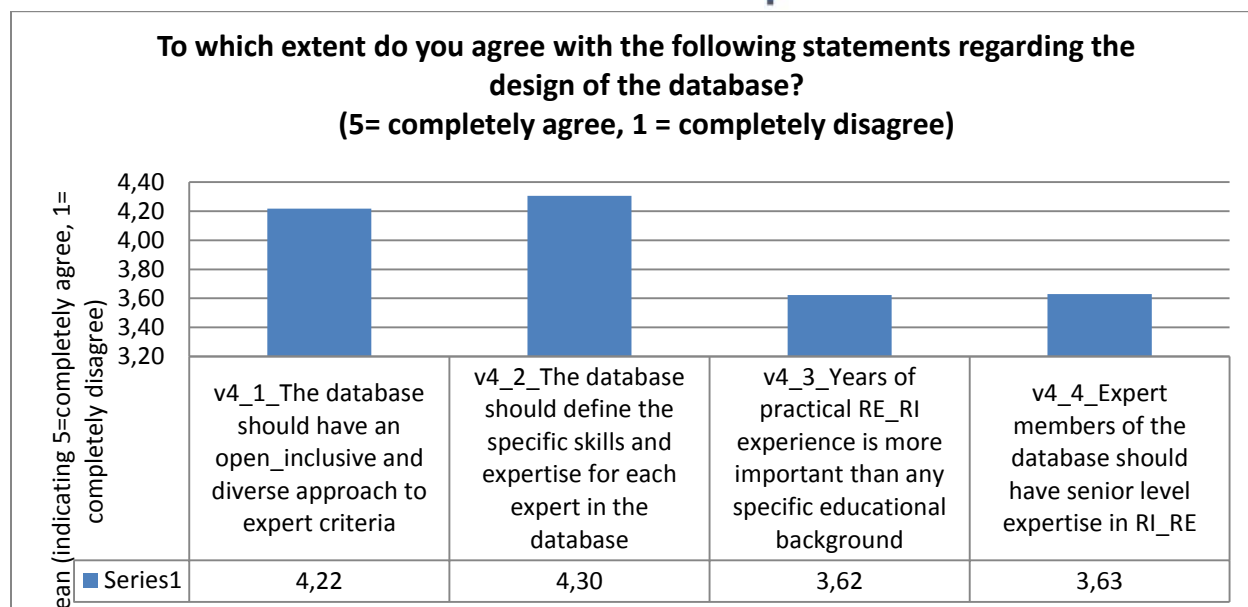 To which extent do you agree with the following statements regarding the
design of the database?
(5= completely agree, 1 = completely disagree)
ean (indicating 5=completely agree, 1=
completely disagree)
4,40
4,20
4,00
3,80
3,60
3,40
3,20
v4_1_The database
should have an
open_inclusive and
diverse approach to
expert criteria
v4_2_The database
should define the
specific skills and
expertise for each
expert in the
database
v4_3_Years of
practical RE_RI
experience is more
important than any
specific educational
background
v4_4_Expert
members of the
database should
have senior level
expertise in RI_RE
Series1 4,22 4,30 3,62 3,63